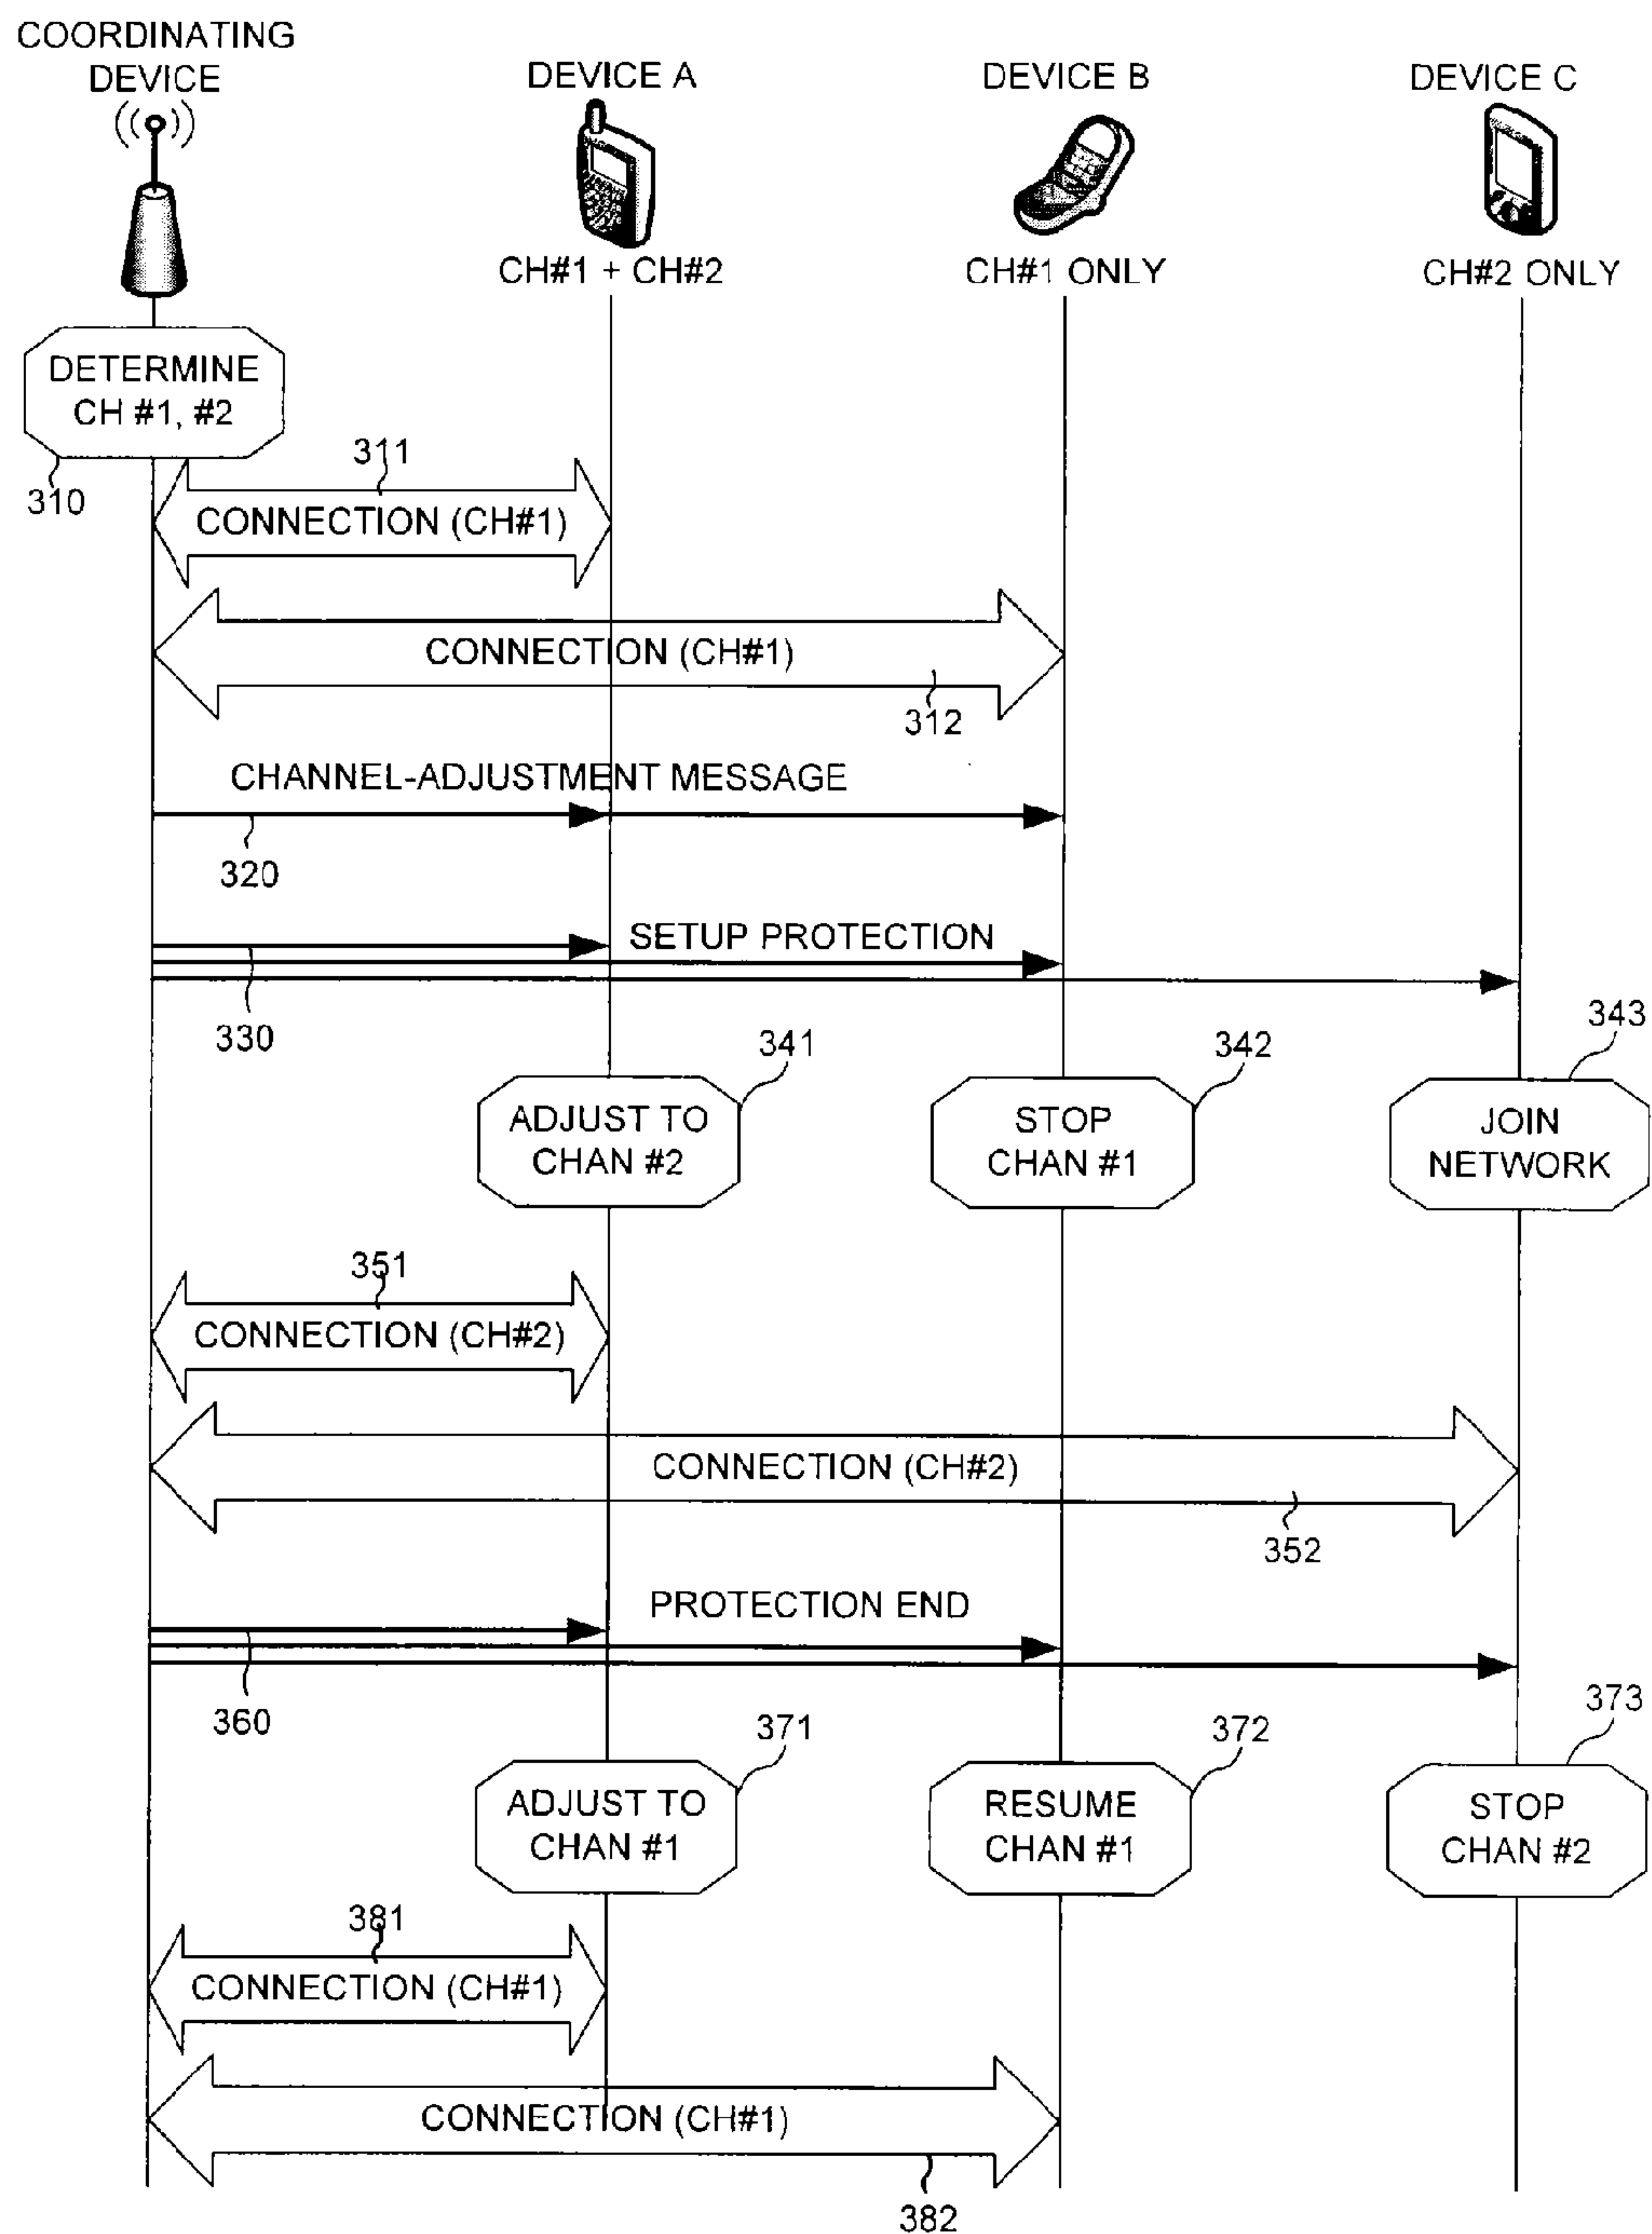 COORDINATING
DEVICE
DEVICE A
DEVICE B
DEVICE C
CH#1 + CH#2
CH#1 ONLY
CH#2 ONLY
DETERMINE
CH #1, #2
310
311
CONNECTION (CH#1)
CONNECTION (CH#1)
312
CHANNEL-ADJUSTMENT MESSAGE
320
SETUP PROTECTION
330
341
342
343
ADJUST TO
CHAN #2
STOP
CHAN #1
JOIN
NETWORK
351
CONNECTION (CH#2)
CONNECTION (CH#2)
352
PROTECTION END
360
371
372
373
ADJUST TO
CHAN #1
RESUME
CHAN #1
STOP
CHAN #2
381
CONNECTION (CH#1)
CONNECTION (CH#1)
382